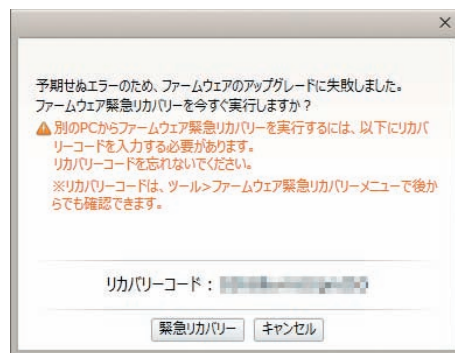 予期せぬエラーのため、ファームウェアのアップグレードに失敗しました。
ファームウェア緊急リカバリーを今すぐ実行しますか？
別のPCからファームウェア緊急リカバリーを実行するには、以下にリカバ
リーコードを入力する必要があります。
リカバリーコードを忘れないでください。
※リカバリーコードは、ツール>ファームウェア緊急リカバリーメニューで後か
らでも確認できます。
リカバリーコード：
緊急リカバリー キャンセル